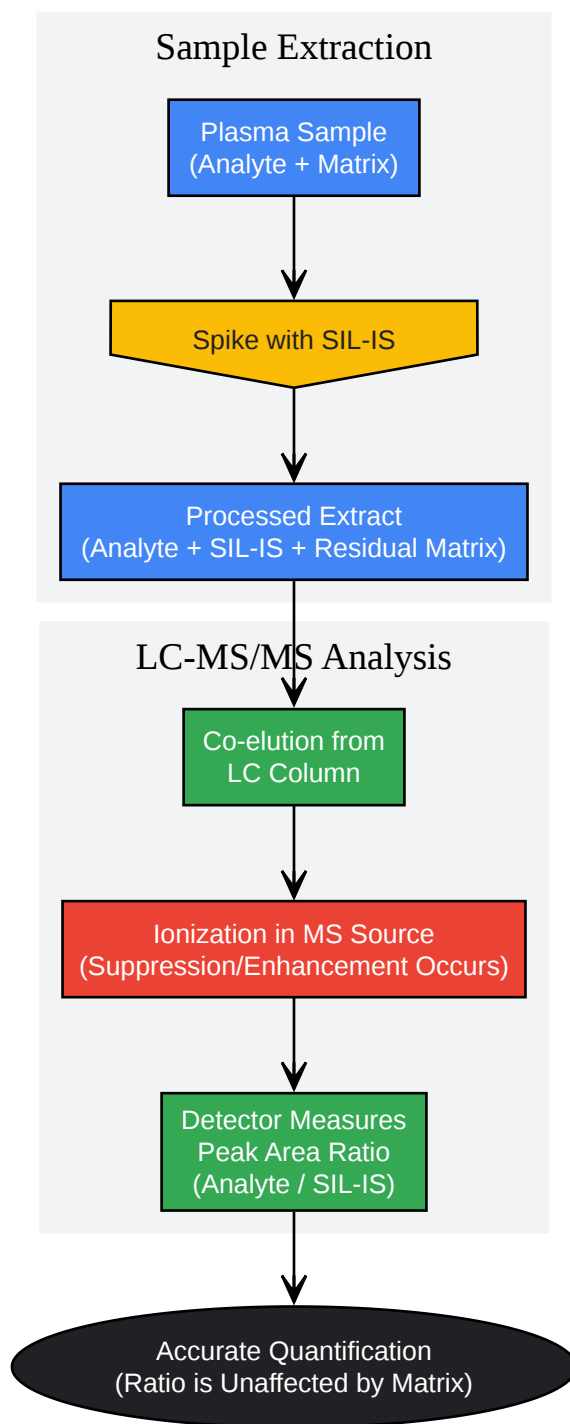 Sample Extraction
Plasma Sample
(Analyte + Matrix)
Spike with SIL-IS
Processed Extract
(Analyte + SIL-IS + Residual Matrix)
LC-MS/MS Analysis
Co-elution from
LC Column
Ionization in MS Source
(Suppression/Enhancement Occurs)
Detector Measures
Peak Area Ratio
(Analyte / SIL-IS)
Accurate Quantification
(Ratio is Unaffected by Matrix)